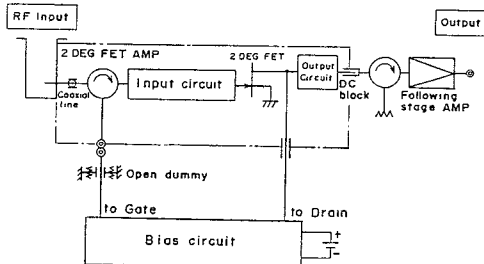 RF Input
Output
2 DEG FET AMP
2 DEG FET
Coaxial
line
Input circuit
Output
Circuit
DC
block
Following
stage AMP
Open dummy
to Gate
to Drain
Bias circuit
+
-